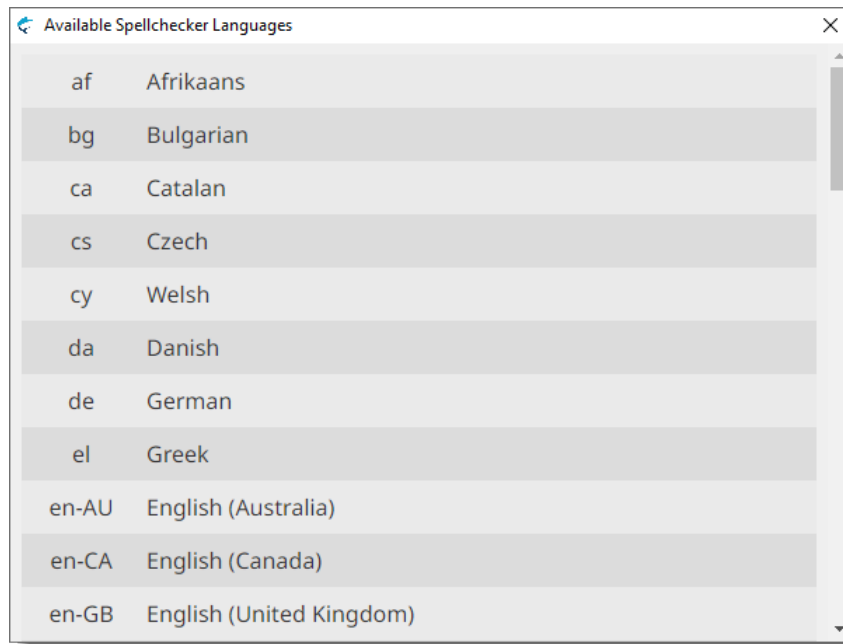 Available Spellchecker Languages
af Afrikaans
bg Bulgarian
ca Catalan
cs Czech
cy Welsh
da Danish
de German
el Greek
en-AU English (Australia)
en-CA English (Canada)
en-GB English (United Kingdom)